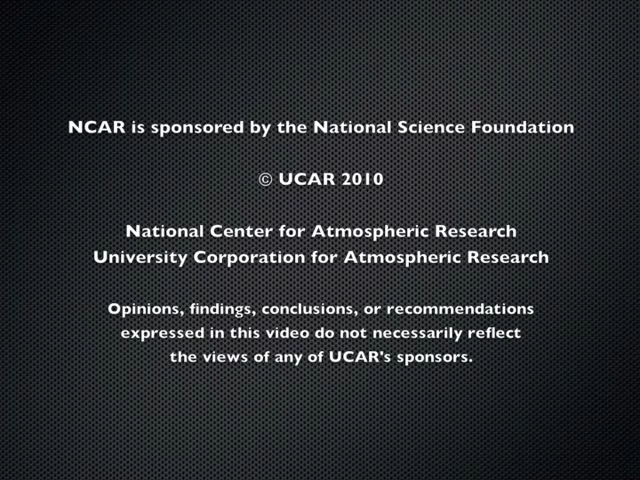 NCAR is sponsored by the National Science Foundation
© UCAR 2010
National Center for Atmospheric Research
University Corporation for Atmospheric Research
Opinions, findings, conclusions, or recommendations
expressed in this video do not necessarily reflect
the views of any of UCAR's sponsors.